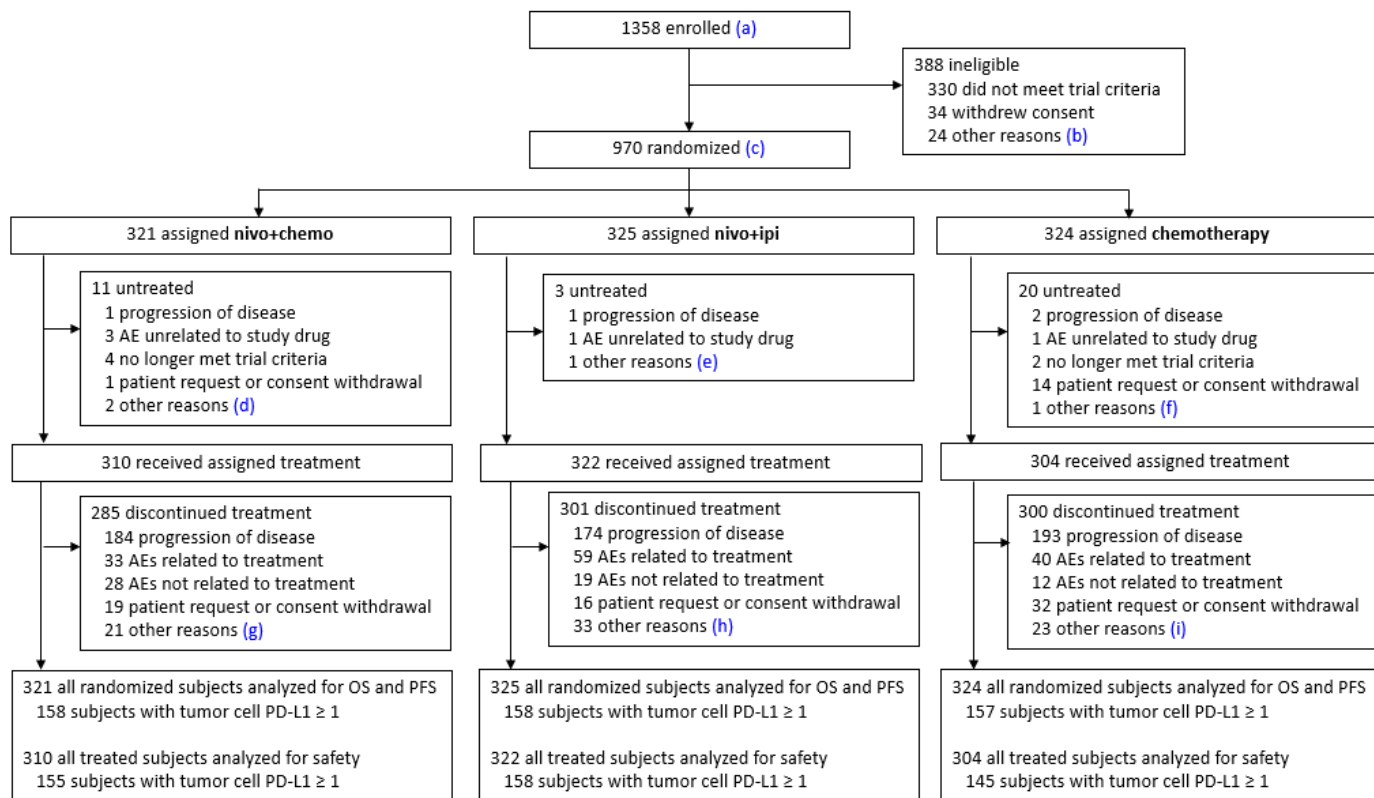 1358 enrolled (a)
388 ineligible
330 did not meet trial criteria
34 withdrew consent
24 other reasons (b)
970 randomized (c)
321 assigned nivo+chemo
11 untreated
1 progression of disease
3 AE unrelated to study drug
4 no longer met trial criteria
1 patient request or consent withdrawal
2 other reasons (d)
310 received assigned treatment
285 discontinued treatment
184 progression of disease
33 AEs related to treatment
28 AEs not related to treatment
19 patient request or consent withdrawal
21 other reasons (g)
321 all randomized subjects analyzed for OS and PFS
158 subjects with tumor cell PD-L1 ≥ 1
310 all treated subjects analyzed for safety
155 subjects with tumor cell PD-L1 ≥ 1
325 assigned nivo+ipi
3 untreated
1 progression of disease
1 AE unrelated to study drug
1 other reasons (e)
322 received assigned treatment
301 discontinued treatment
174 progression of disease
59 AEs related to treatment
19 AEs not related to treatment
16 patient request or consent withdrawal
33 other reasons (h)
325 all randomized subjects analyzed for OS and PFS
158 subjects with tumor cell PD-L1 ≥ 1
322 all treated subjects analyzed for safety
158 subjects with tumor cell PD-L1 ≥ 1
324 assigned chemotherapy
20 untreated
2 progression of disease
1 AE unrelated to study drug
2 no longer met trial criteria
14 patient request or consent withdrawal
1 other reasons (f)
304 received assigned treatment
300 discontinued treatment
193 progression of disease
40 AEs related to treatment
12 AEs not related to treatment
32 patient request or consent withdrawal
23 other reasons (i)
324 all randomized subjects analyzed for OS and PFS
157 subjects with tumor cell PD-L1 ≥ 1
304 all treated subjects analyzed for safety
145 subjects with tumor cell PD-L1 ≥ 1